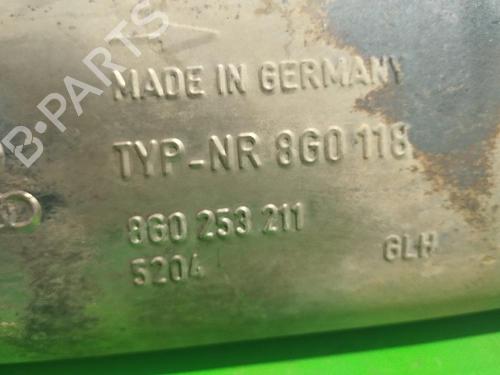 B-PARTS
MADE IN GERMANY
TYP-NR 8G0 118
8G0 253 211
5204 GLH